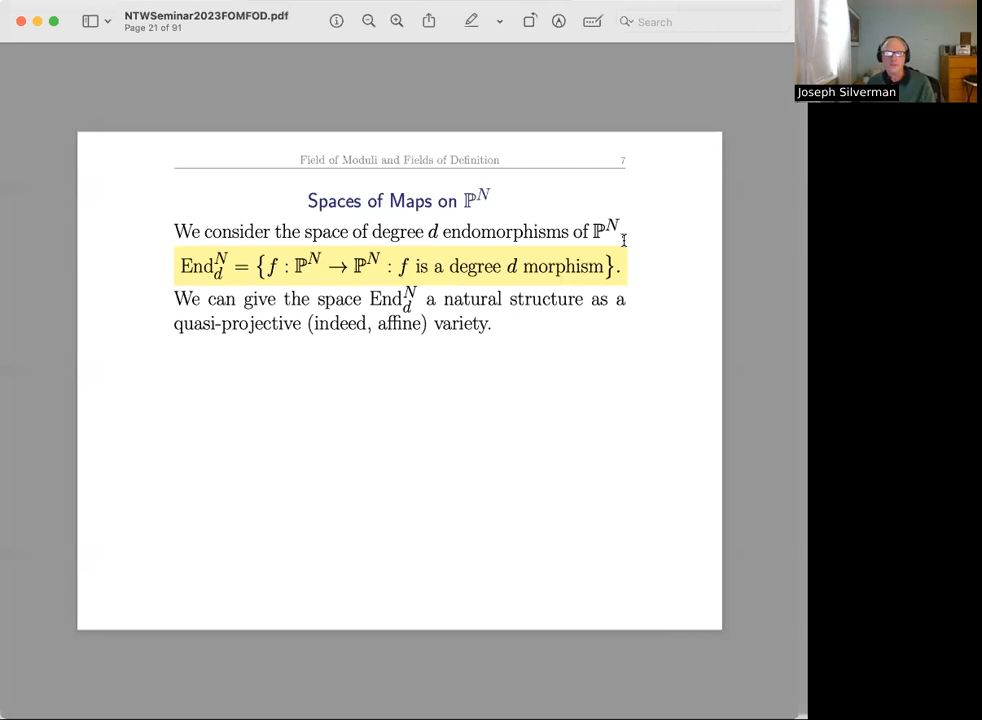 NTWSeminar2023FOMFOD.pdf
Page 21 of 91
Search
Joseph Silverman
Field of Moduli and Fields of Definition 7
Spaces of Maps on ℙ^N
We consider the space of degree d endomorphisms of ℙ^N
End_d^N = {f : ℙ^N → ℙ^N : f is a degree d morphism}.
We can give the space End_d^N a natural structure as a
quasi-projective (indeed, affine) variety.